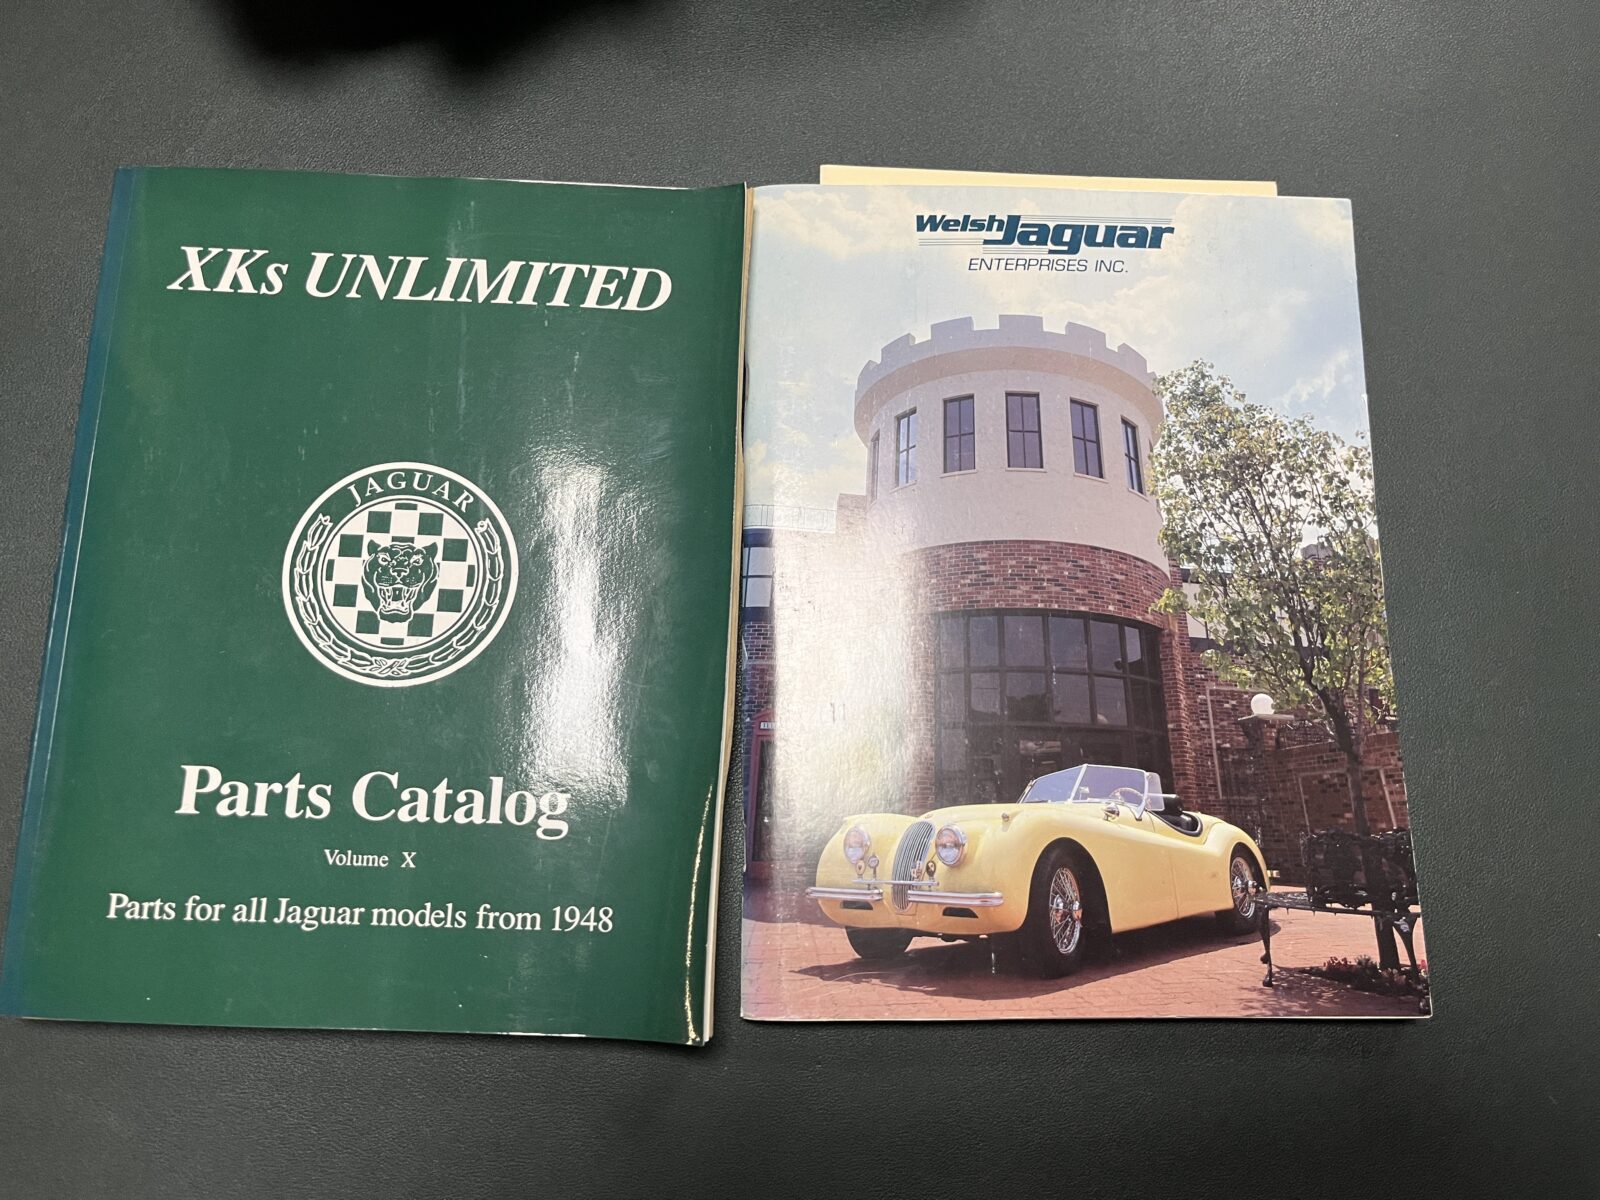 XKs UNLIMITED
JAGUAR
Parts Catalog
Volume X
Parts for all Jaguar models from 1948
Welsh Jaguar
ENTERPRISES INC.